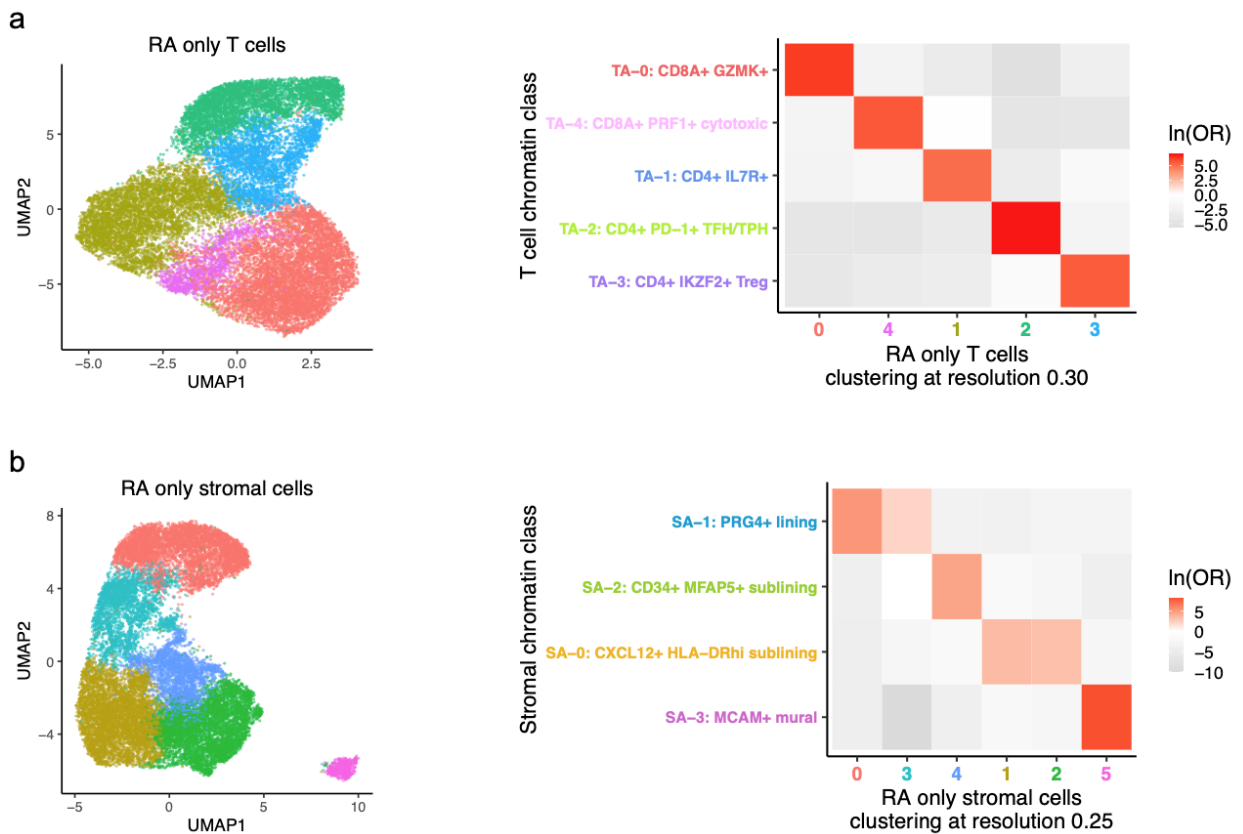 a
RA only T cells
UMAP2
5
0
−5
−5.0 −2.5 0.0 2.5
UMAP1
T cell chromatin class
TA−0: CD8A+ GZMK+
TA−4: CD8A+ PRF1+ cytotoxic
TA−1: CD4+ IL7R+
TA−2: CD4+ PD−1+ TFH/TPH
TA−3: CD4+ IKZF2+ Treg
0 4 1 2 3
RA only T cells
clustering at resolution 0.30
ln(OR)
5.0
2.5
0.0
−2.5
−5.0
b
RA only stromal cells
UMAP2
8
4
0
−4
−5 0 5 10
UMAP1
Stromal chromatin class
SA−1: PRG4+ lining
SA−2: CD34+ MFAP5+ sublining
SA−0: CXCL12+ HLA−DRhi sublining
SA−3: MCAM+ mural
0 3 4 1 2 5
RA only stromal cells
clustering at resolution 0.25
ln(OR)
5
0
−5
−10